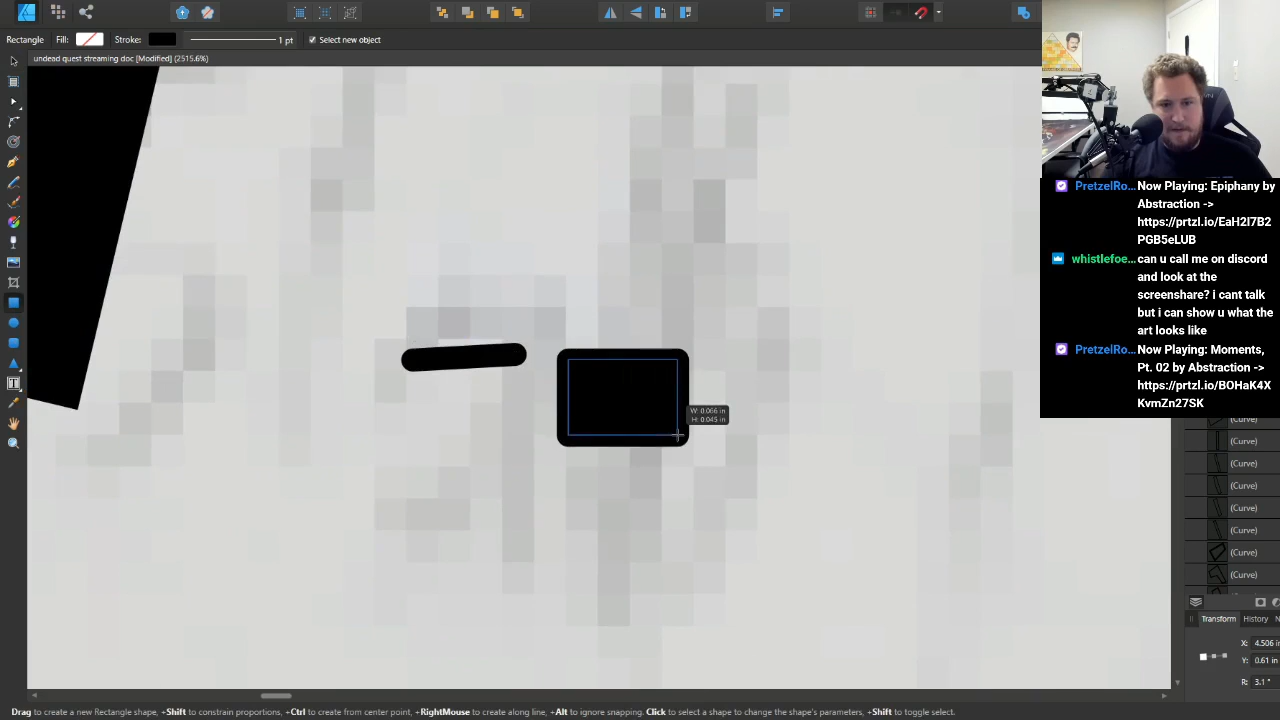 Rectangle Fill: Stroke: 1 pt Select new object
undead quest streaming doc [Modified] (2515.6%)
PretzelRo... Now Playing: Epiphany by
Abstraction ->
https://prtzl.io/EaH2I7B2
PGB5eLUB
whistlefoe... can u call me on discord
and look at the
screenshare? i cant talk
but i can show u what the
art looks like
PretzelRo... Now Playing: Moments,
Pt. 02 by Abstraction ->
https://prtzl.io/BOHaK4X
KvmZn27SK
W: 0.066 in
H: 0.045 in
(Curve)
(Curve)
(Curve)
(Curve)
(Curve)
(Curve)
(Curve)
(Curve)
Transform History N
X: 4.506 in
Y: 0.61 in
R: 3.1 °
Drag to create a new Rectangle shape, +Shift to constrain proportions, +Ctrl to create from center point, +RightMouse to create along line, +Alt to ignore snapping. Click to select a shape to change the shape's parameters, +Shift to toggle select.